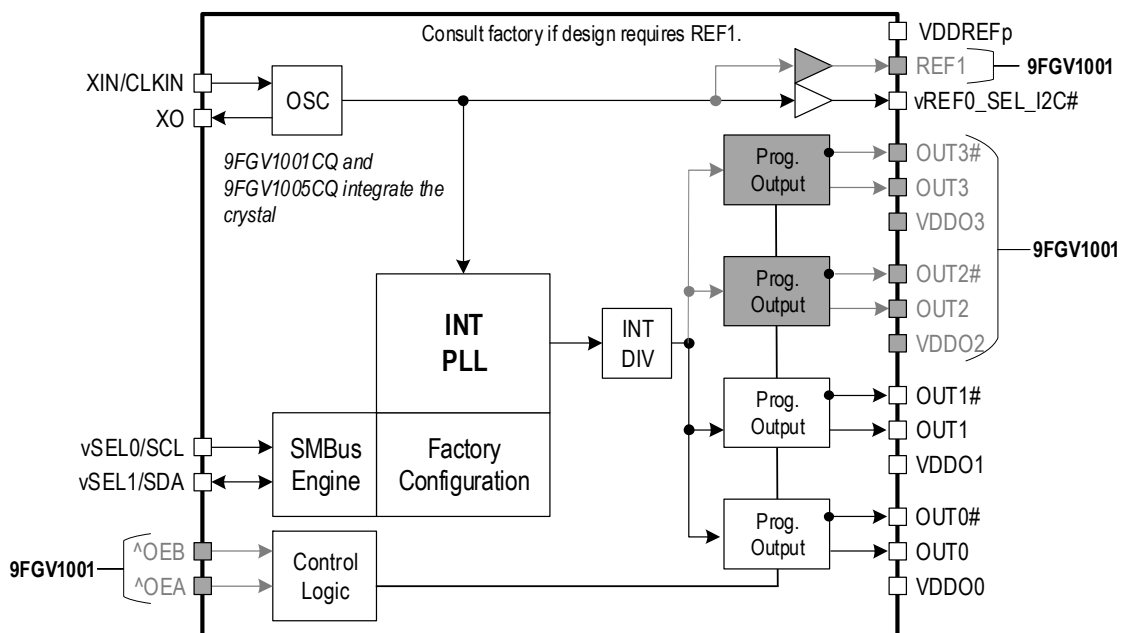 Consult factory if design requires REF1.
VDDREFp
XIN/CLKIN
OSC
REF1
9FGV1001
XO
vREF0_SEL_I2C#
9FGV1001CQ and
9FGV1005CQ integrate the
crystal
Prog.
Output
OUT3#
OUT3
VDDO3
9FGV1001
Prog.
Output
OUT2#
OUT2
VDDO2
INT
PLL
INT
DIV
Prog.
Output
OUT1#
OUT1
VDDO1
vSEL0/SCL
vSEL1/SDA
SMBus
Engine
Factory
Configuration
Prog.
Output
OUT0#
OUT0
VDDO0
9FGV1001
^OEB
^OEA
Control
Logic